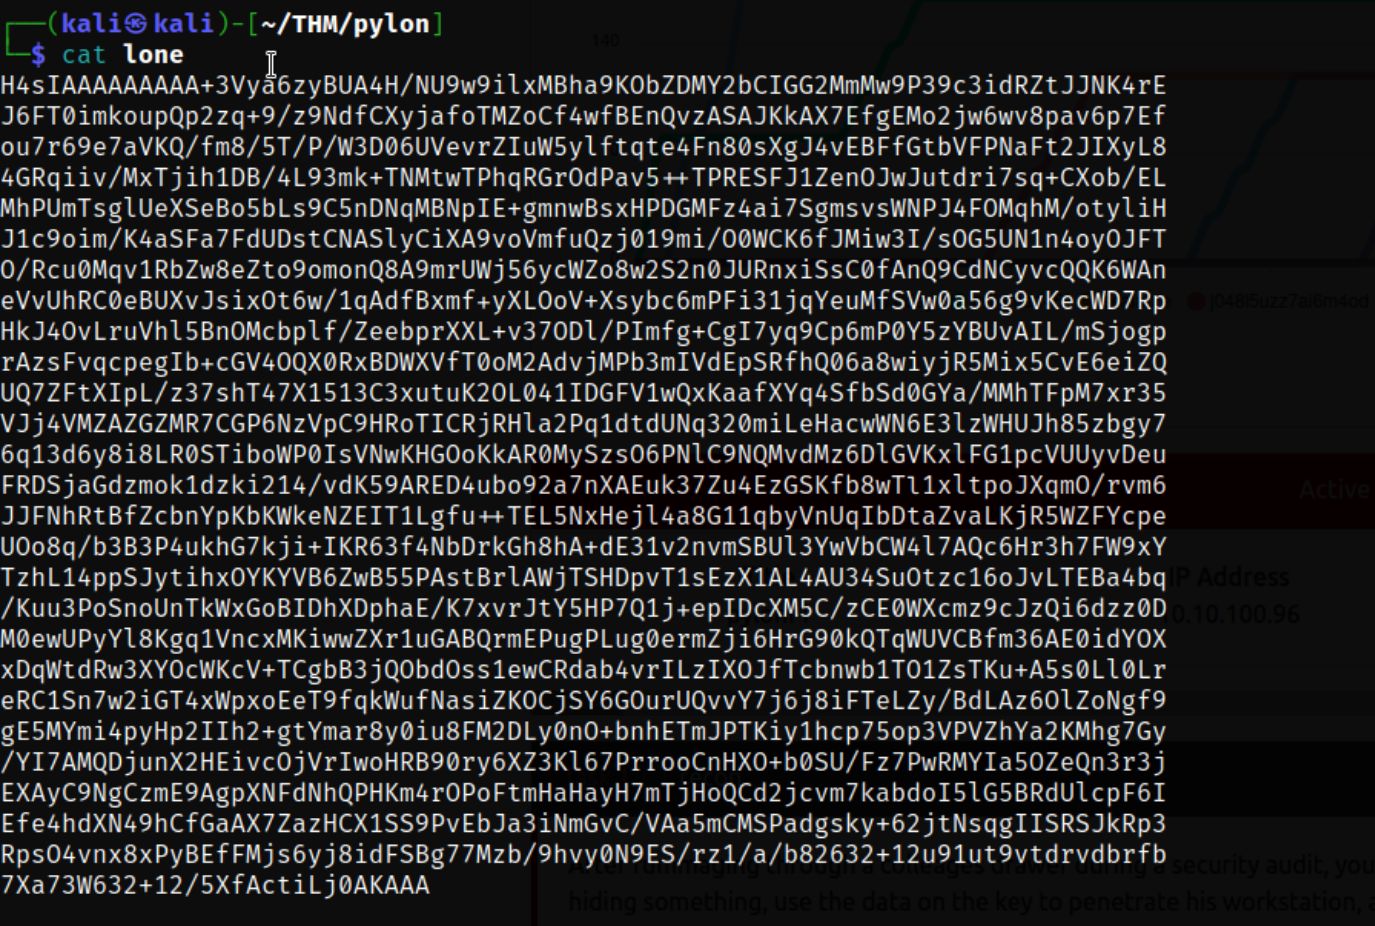 (kali㉿kali)-[~/THM/pylon]
$ cat lone
H4sIAAAAAAAAA+3Vya6zyBUA4H/NU9w9ilxMBha9KObZDMY2bCIGG2MmMw9P39c3idRZtJJNK4rE
J6FT0imkoupQp2zq+9/z9NdfCXyjafoTMZoCf4wfBEnQvzASAJKkAX7EfgEMo2jw6wv8pav6p7Ef
ou7r69e7aVKQ/fm8/5T/P/W3D06UVevrZIuW5ylftqte4Fn80sXgJ4vEBFfGtbVFPNaFt2JIXyL8
4GRqiiv/MxTjih1DB/4L93mk+TNMtwTPhqRGrOdPav5++TPRESFJ1ZenOJwJutdri7sq+CXob/EL
MhPUmTsglUeXSeBo5bLs9C5nDNqMBNpIE+gmnwBsxHPDGMFz4ai7SgmsvsWNPJ4FOMqhM/otyliH
J1c9oim/K4aSFa7FdUDstCNASlyCiXA9voVmfuQzj019mi/O0WCK6fJMiw3I/sOG5UN1n4oyOJFT
O/Rcu0Mqv1RbZw8eZto9omonQ8A9mrUWj56ycWZo8w2S2n0JURnxiSsC0fAnQ9CdNCyvcQQK6WAn
eVvUhRC0eBUXvJsixOt6w/1qAdfBxmf+yXLOoV+Xsybc6mPFi31jqYeuMfSVw0a56g9vKecWD7Rp
HkJ4OvLruVhl5BnOMcbplf/ZeebprXXL+v37ODl/PImfg+CgI7yq9Cp6mP0Y5zYBUvAIL/mSjogp
rAzsFvqcpegIb+cGV4OQX0RxBDWXVfT0oM2AdvjMPb3mIVdEpSRfhQ06a8wiyjR5Mix5CvE6eiZQ
UQ7ZFtXIpL/z37shT47X1513C3xutuK2OL041IDGFV1wQxKaafXYq4SfbSd0GYa/MMhTFpM7xr35
VJj4VMZAZGZMR7CGP6NzVpC9HRoTICRjRHla2Pq1dtdUNq320miLeHacwWN6E3lzWHUJh85zbgy7
6q13d6y8i8LR0STiboWP0IsVNwKHGOoKkAR0MySzsO6PNlC9NQMvdMz6DlGVKxlFG1pcVUUyvDeu
FRDSjaGdzmok1dzki214/vdK59ARED4ubo92a7nXAEuk37Zu4EzGSKfb8wTl1xltpoJXqmO/rvm6
JJFNhRtBfZcbnYpKbKWkeNZEIT1Lgfu++TEL5NxHejl4a8G11qbyVnUqIbDtaZvaLKjR5WZFYcpe
UOo8q/b3B3P4ukhG7kji+IKR63f4NbDrkGh8hA+dE31v2nvmSBUl3YwVbCW4l7AQc6Hr3h7FW9xY
TzhL14ppSJytihxOYKYVB6ZwB55PAstBrlAWjTSHDpvT1sEzX1AL4AU34SuOtzc16oJvLTEBa4bq
/Kuu3PoSnoUnTkWxGoBIDhXDphaE/K7xvrJtY5HP7Q1j+epIDcXM5C/zCE0WXcmz9cJzQi6dzz0D
M0ewUPyYl8Kgq1VncxMKiwwZXr1uGABQrmEPugPLug0ermZji6HrG90kQTqWUVCBfm36AE0idYOX
xDqWtdRw3XYOcWKcV+TCgbB3jQObdOss1ewCRdab4vrILzIXOJfTcbnwb1TO1ZsTKu+A5s0Ll0Lr
eRC1Sn7w2iGT4xWpxoEeT9fqkWufNasiZKOCjSY6GOurUQvvY7j6j8iFTeLZy/BdLAz6OlZoNgf9
gE5MYmi4pyHp2IIh2+gtYmar8y0iu8FM2DLy0nO+bnhETmJPTKiy1hcp75op3VPVZhYa2KMhg7Gy
/YI7AMQDjunX2HEivcOjVrIwoHRB90ry6XZ3Kl67PrrooCnHXO+b0SU/Fz7PwRMYIa5OZeQn3r3j
EXAyC9NgCzmE9AgpXNFdNhQPHKm4rOPoFtmHaHayH7mTjHoQCd2jcvm7kabdoI5lG5BRdUlcpF6I
Efe4hdXN49hCfGaAX7ZazHCX1SS9PvEbJa3iNmGvC/VAa5mCMSPadgsky+62jtNsqgIISRSJkRp3
RpsO4vnx8xPyBEfFMjs6yj8idFSBg77Mzb/9hvy0N9ES/rz1/a/b82632+12u91ut9vtdrvdbrfb
7Xa73W632+12/5XfActiLj0AKAAA